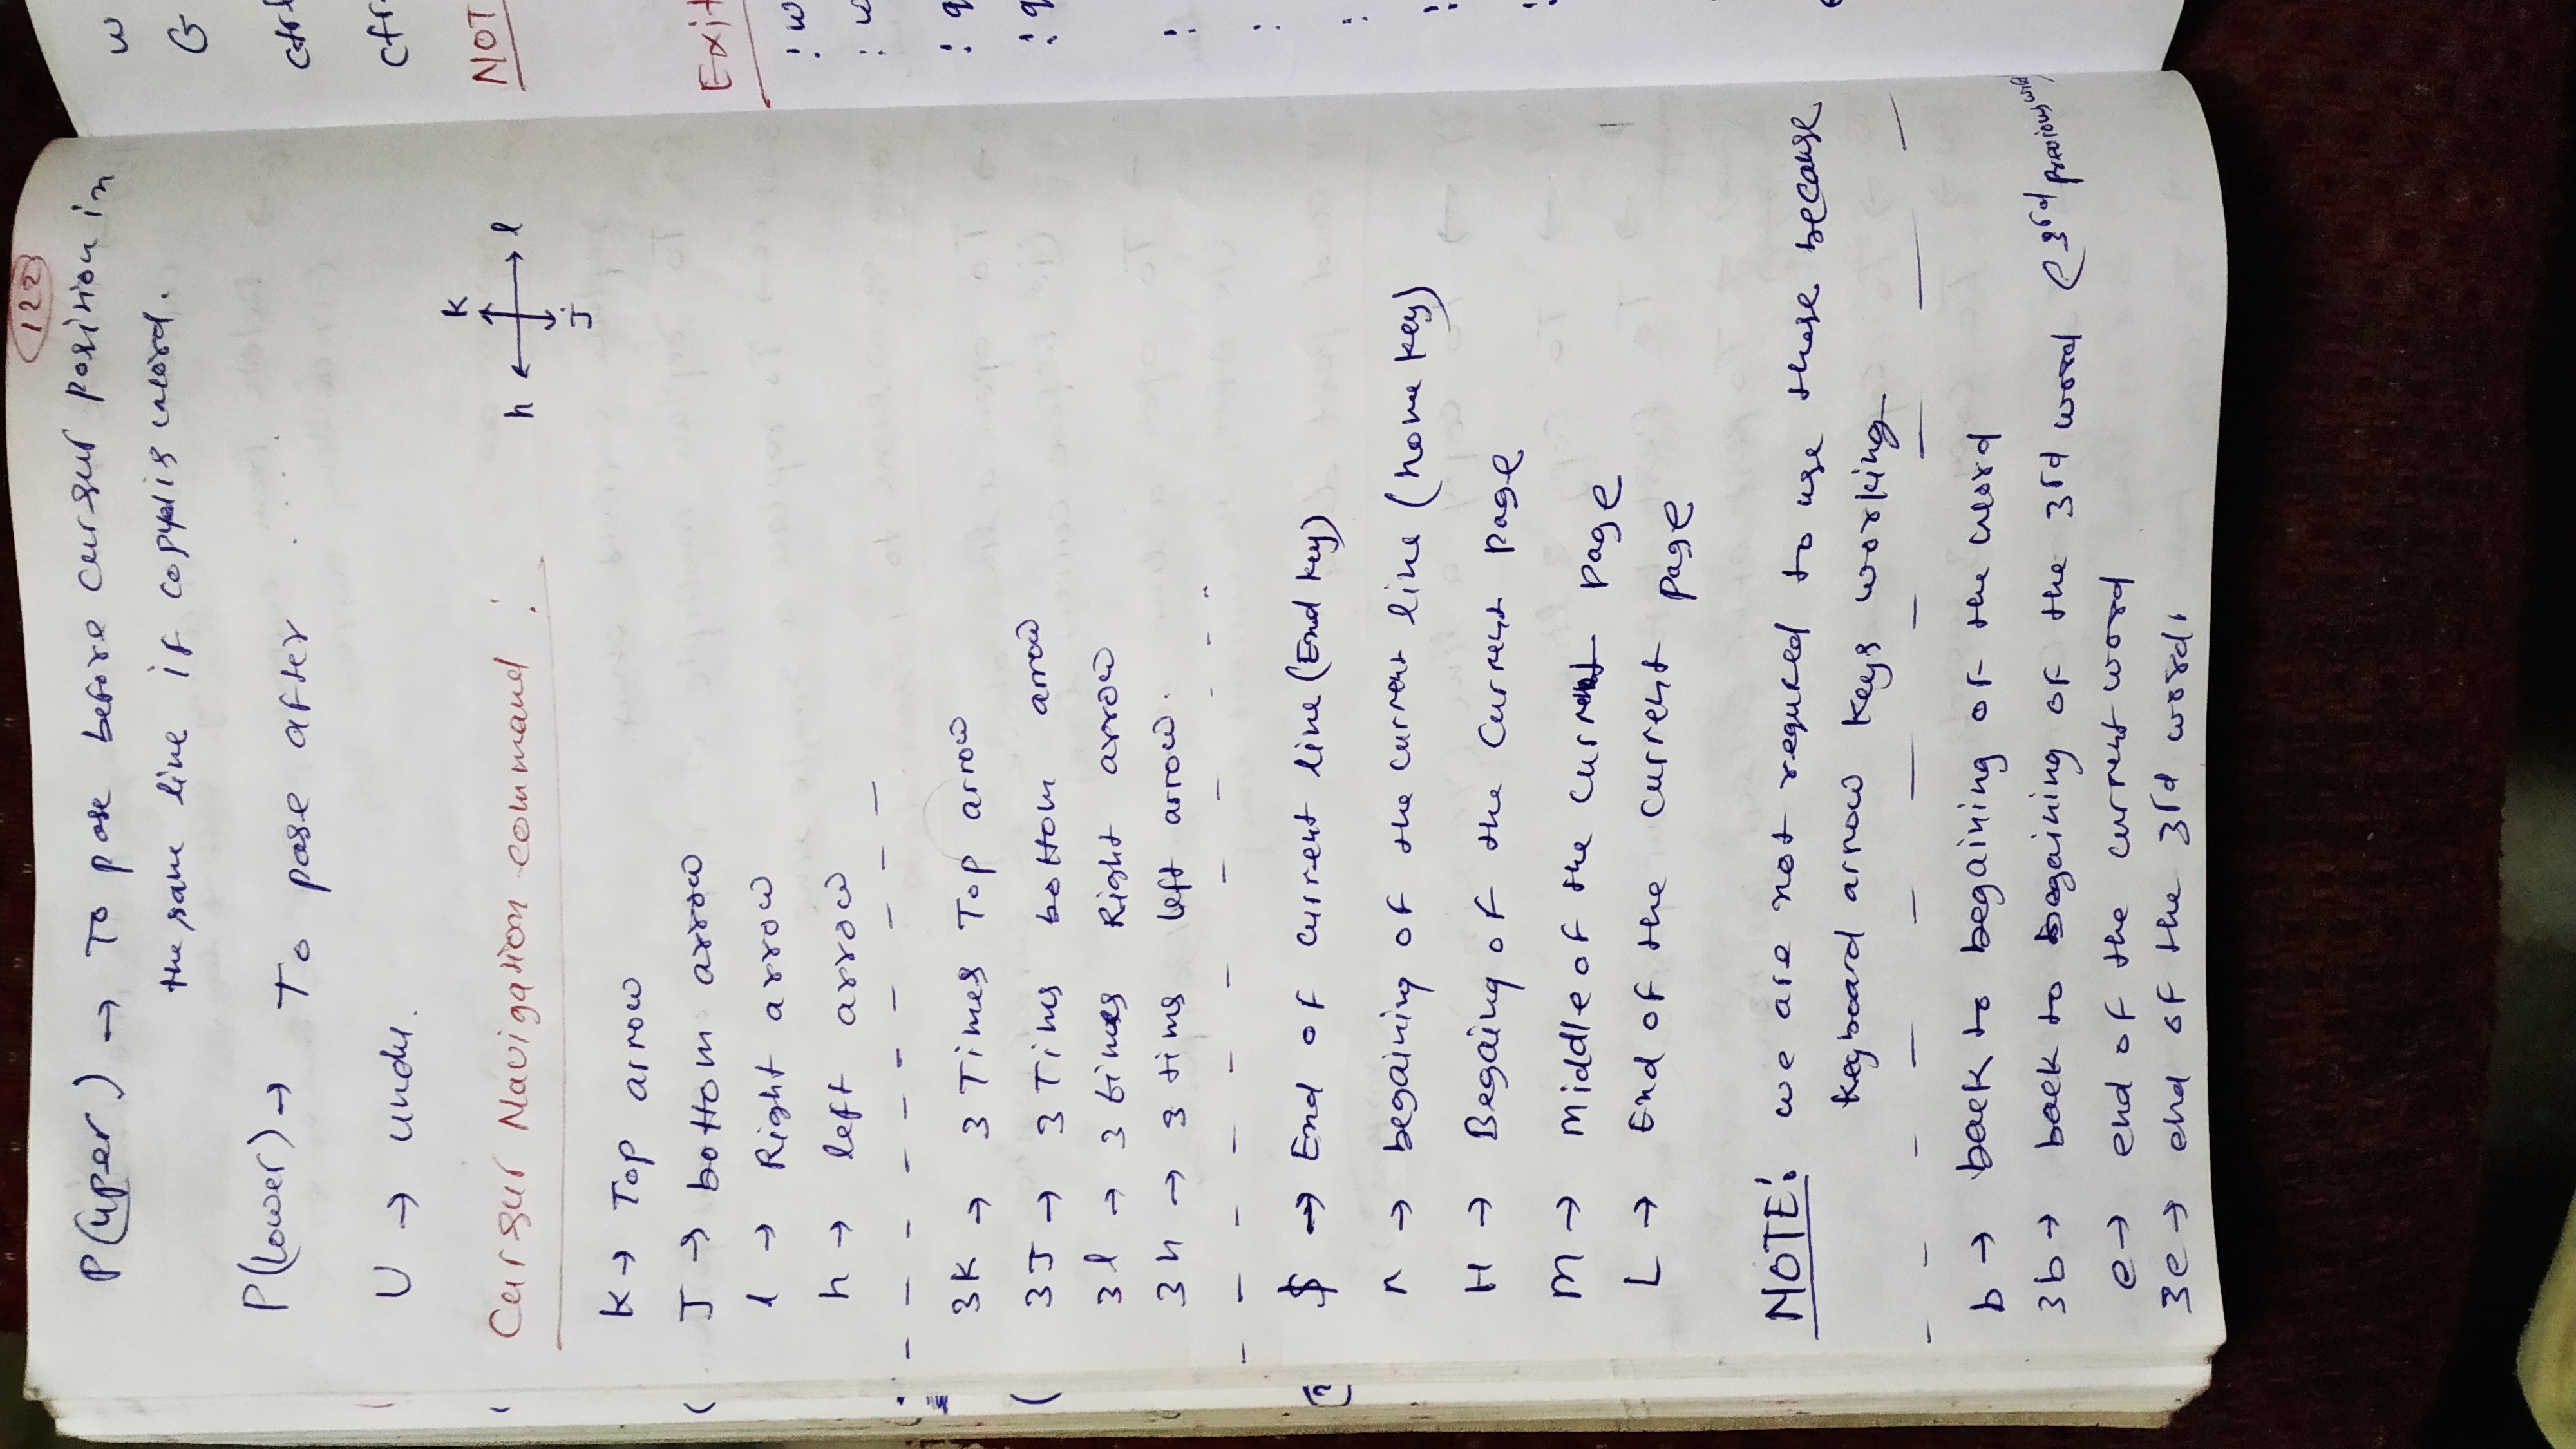 122
P(uper) → To pase before cursur position in
the same line if copyd is word.
P(lower) → To pase after ....
U → undu.
Cursur Navigation command :
k
h l
j
K → Top arrow
J → bottom arrow
l → Right arrow
h → left arrow
3K → 3 Times Top arrow
3J → 3 Tims bottom arrow
3l → 3 times Right arrow
3h → 3 tims left arrow.
$ → End of current line (End key)
n → begaining of the current line (home key)
H → Begaing of the Current page
M → Middle of the current page
L → End of the current page
NOTE: we are not requred to use these because
keyboard arrow keys working
b → back to begaining of the word
3b → back to begaining of the 3rd word (3rd previous word)
e → end of the current word
3e → end of the 3rd word.
w
G
ctrl
ctr
NOT
Exit
: w
: w
: q
: q
:
:
:
:
: